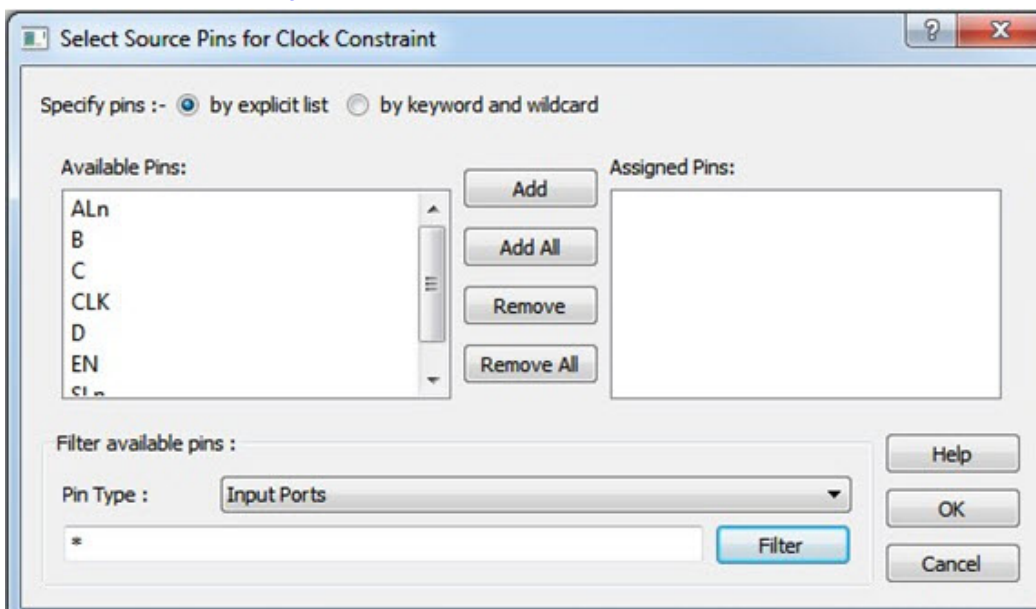 Select Source Pins for Clock Constraint
Specify pins :- by explicit list by keyword and wildcard
Available Pins:
ALn
B
C
CLK
D
EN
SLn
Add
Add All
Remove
Remove All
Assigned Pins:
Filter available pins :
Pin Type : Input Ports
*
Filter
Help
OK
Cancel